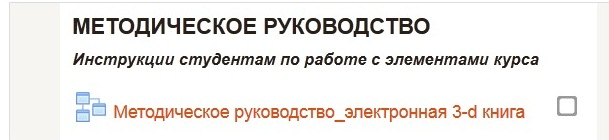 МЕТОДИЧЕСКОЕ РУКОВОДСТВО
Инструкции студентам по работе с элементами курса
Методическое руководство_электронная 3-d книга